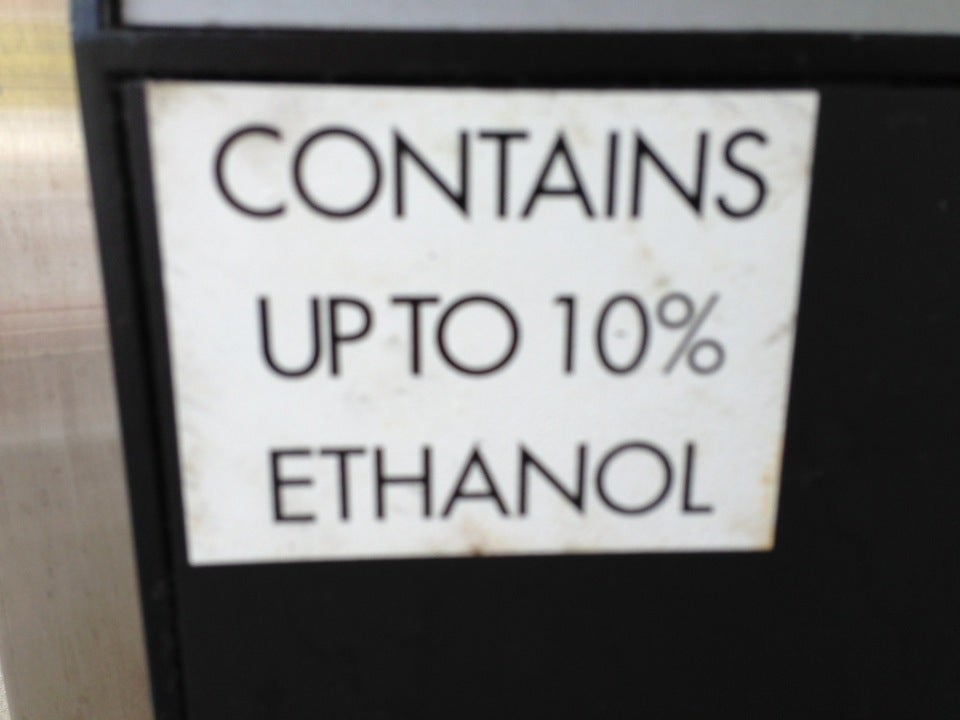 CONTAINS
UP TO 10%
ETHANOL